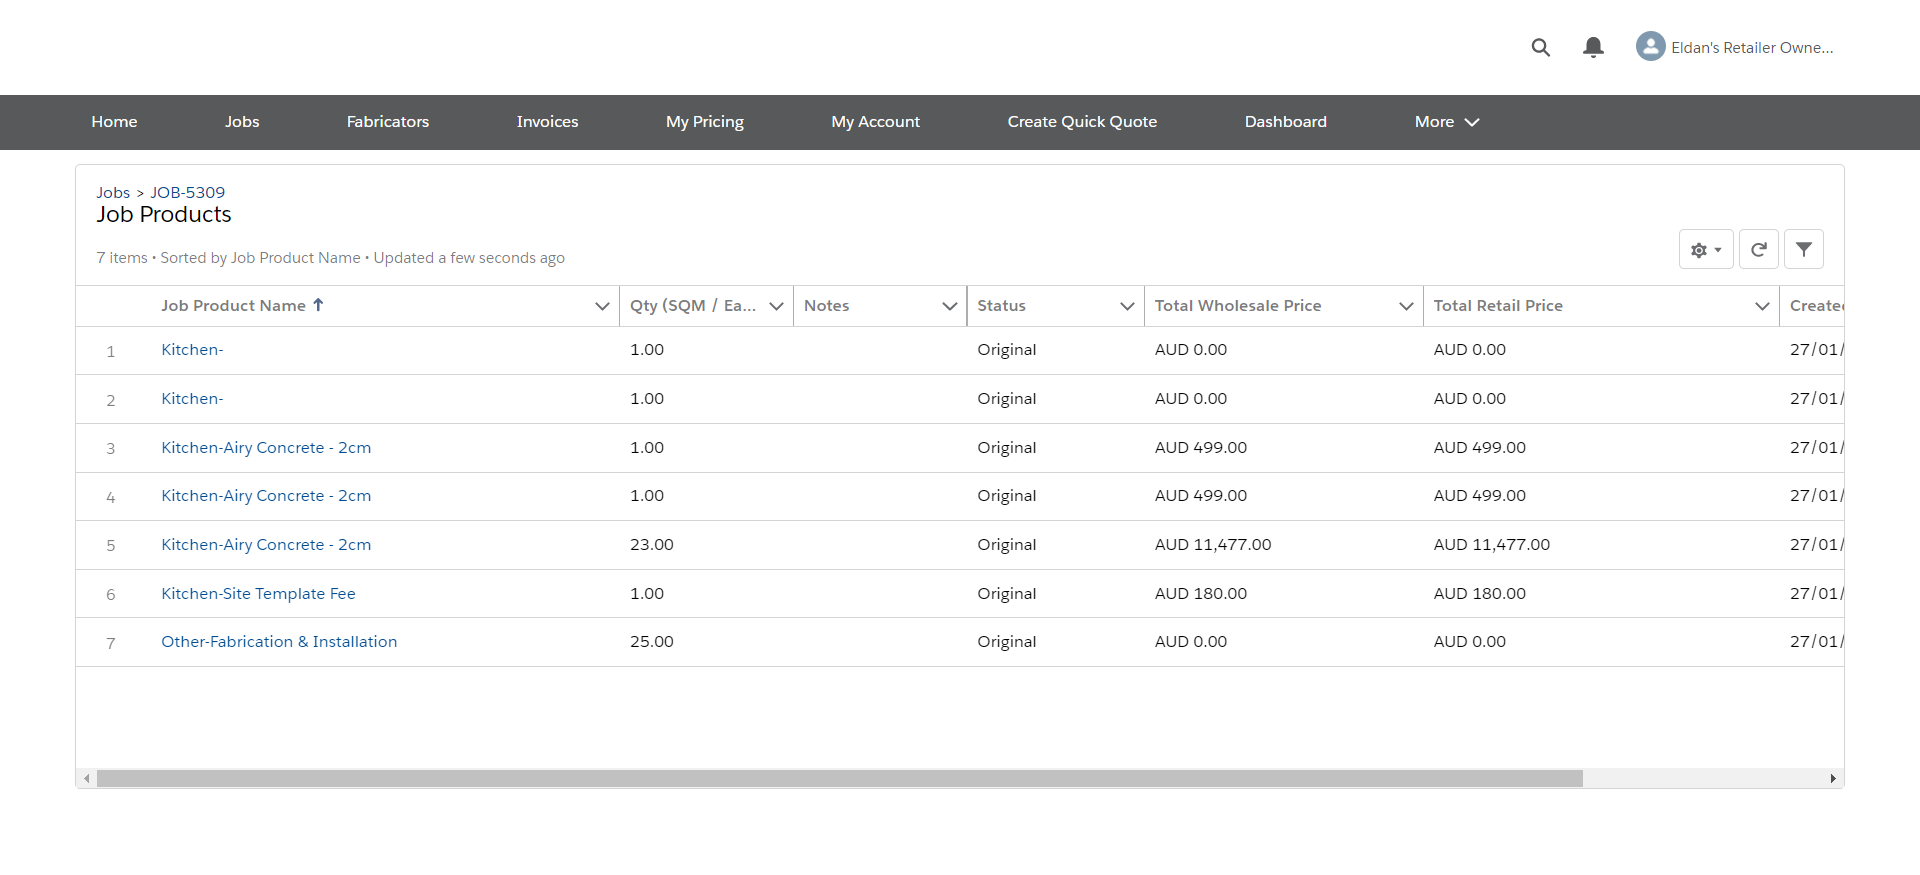 Eldan's Retailer Owne...
Home Jobs Fabricators Invoices My Pricing My Account Create Quick Quote Dashboard More
Jobs > JOB-5309
Job Products
7 items • Sorted by Job Product Name • Updated a few seconds ago
Job Product Name Qty (SQM / Ea... Notes Status Total Wholesale Price Total Retail Price Created
1 Kitchen- 1.00 Original AUD 0.00 AUD 0.00 27/01/
2 Kitchen- 1.00 Original AUD 0.00 AUD 0.00 27/01/
3 Kitchen-Airy Concrete - 2cm 1.00 Original AUD 499.00 AUD 499.00 27/01/
4 Kitchen-Airy Concrete - 2cm 1.00 Original AUD 499.00 AUD 499.00 27/01/
5 Kitchen-Airy Concrete - 2cm 23.00 Original AUD 11,477.00 AUD 11,477.00 27/01/
6 Kitchen-Site Template Fee 1.00 Original AUD 180.00 AUD 180.00 27/01/
7 Other-Fabrication & Installation 25.00 Original AUD 0.00 AUD 0.00 27/01/